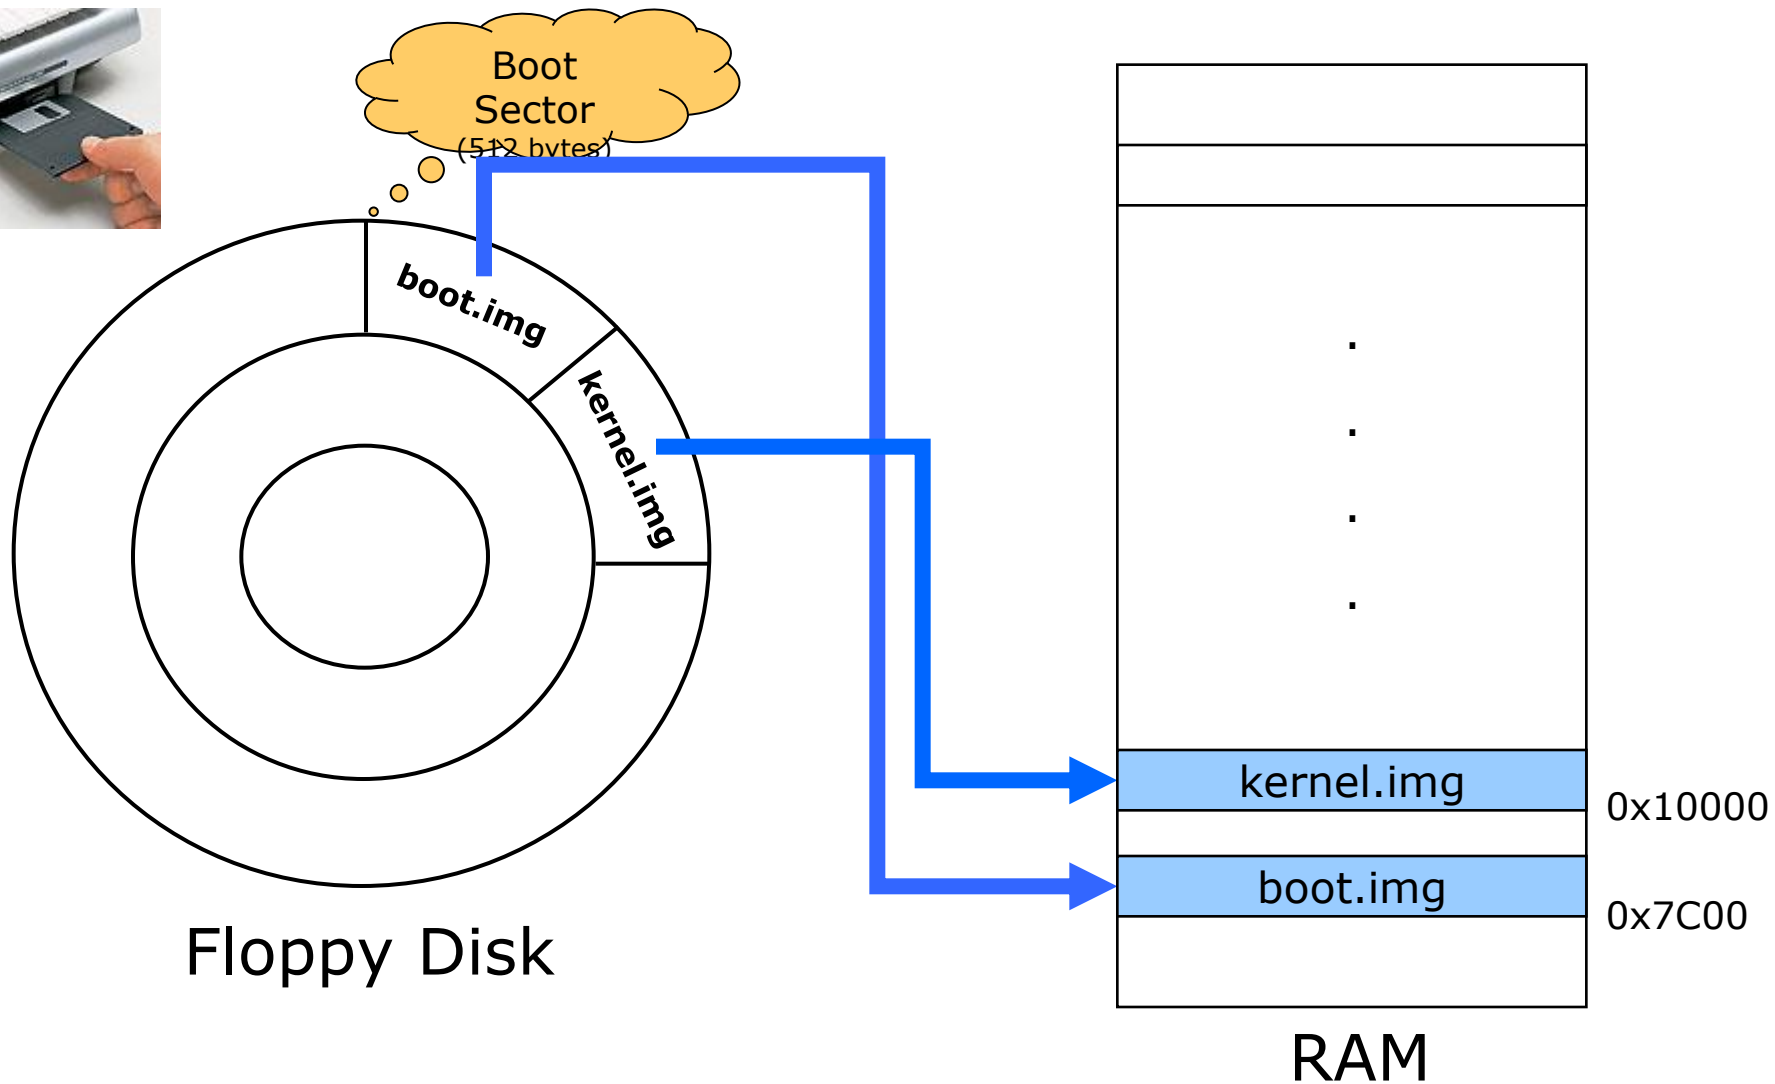 Boot
Sector
(512 bytes)
boot.img
kernel.img
.
.
.
.
kernel.img
0x10000
boot.img
0x7C00
Floppy Disk
RAM